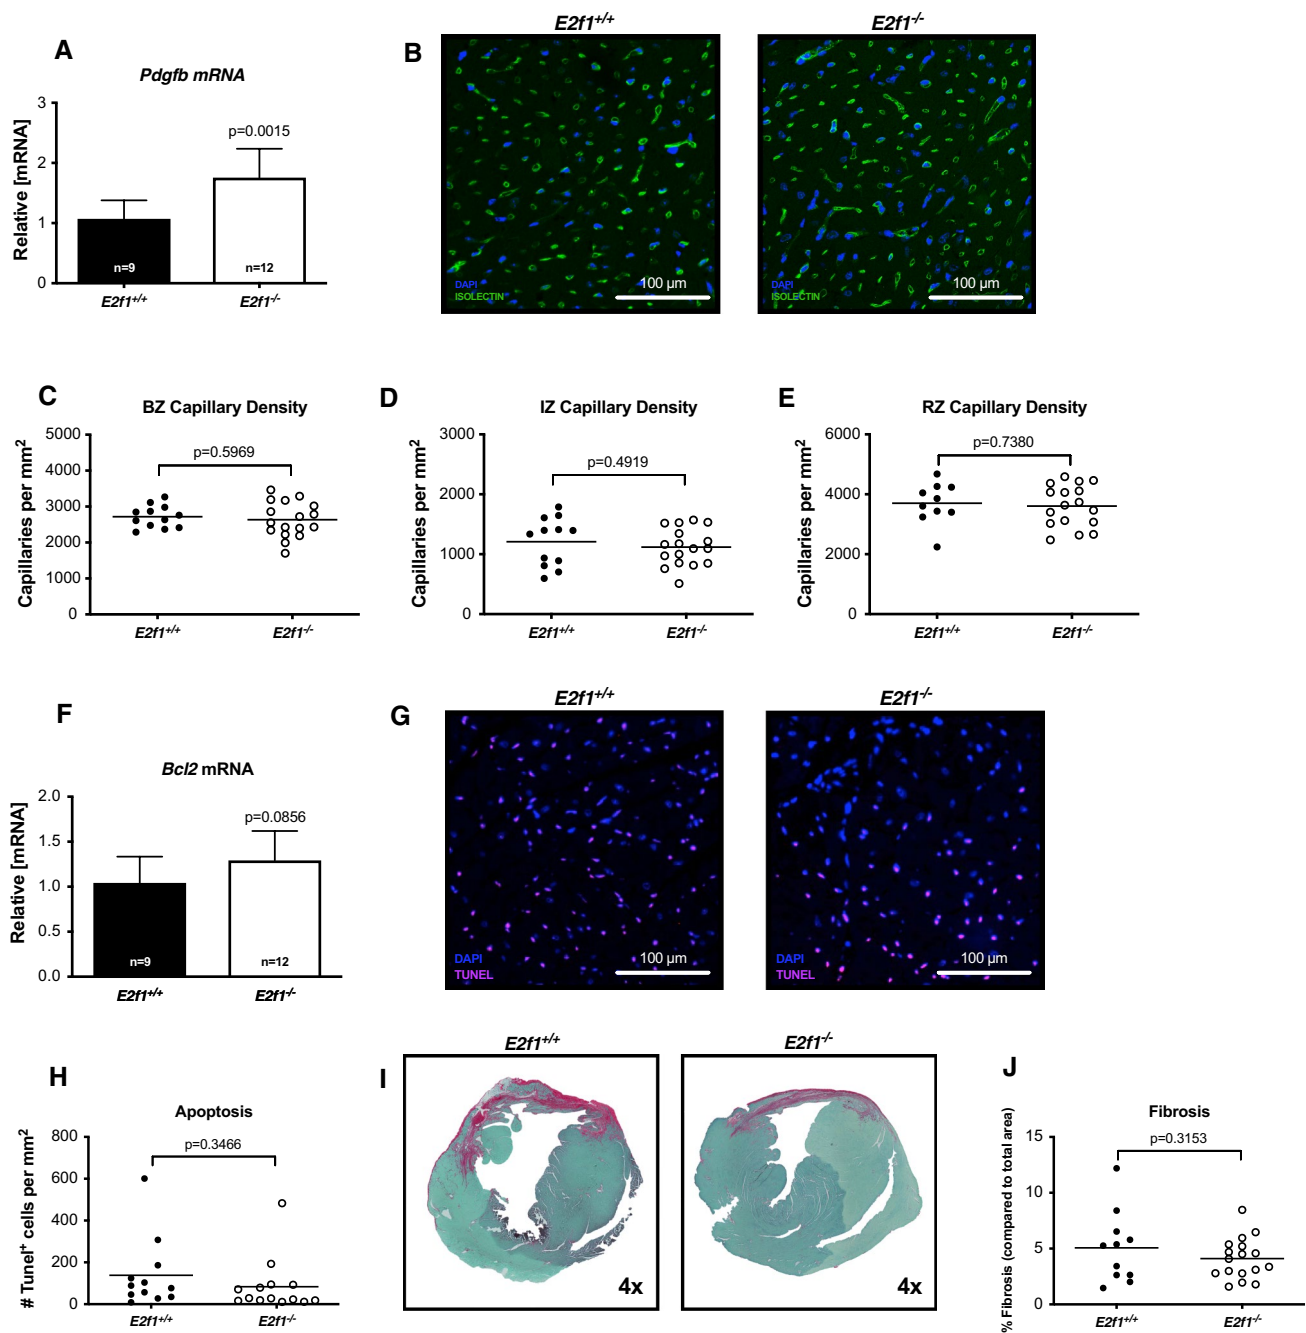 A
Pdgfb mRNA
Relative [mRNA]
3
2
1
0
p=0.0015
n=9
n=12
E2f1+/+
E2f1-/-
B
E2f1+/+
E2f1-/-
DAPI
ISOLECTIN
100 µm
DAPI
ISOLECTIN
100 µm
C
BZ Capillary Density
Capillaries per mm2
5000
4000
3000
2000
1000
0
p=0.5969
E2f1+/+
E2f1-/-
D
IZ Capillary Density
Capillaries per mm2
3000
2000
1000
0
p=0.4919
E2f1+/+
E2f1-/-
E
RZ Capillary Density
Capillaries per mm2
6000
4000
2000
0
p=0.7380
E2f1+/+
E2f1-/-
F
Bcl2 mRNA
Relative [mRNA]
2.0
1.5
1.0
0.5
0.0
p=0.0856
n=9
n=12
E2f1+/+
E2f1-/-
G
E2f1+/+
E2f1-/-
DAPI
TUNEL
100 µm
DAPI
TUNEL
100 µm
H
Apoptosis
# Tunel+ cells per mm2
800
600
400
200
0
p=0.3466
E2f1+/+
E2f1-/-
I
E2f1+/+
E2f1-/-
4x
4x
J
Fibrosis
% Fibrosis (compared to total area)
15
10
5
0
p=0.3153
E2f1+/+
E2f1-/-